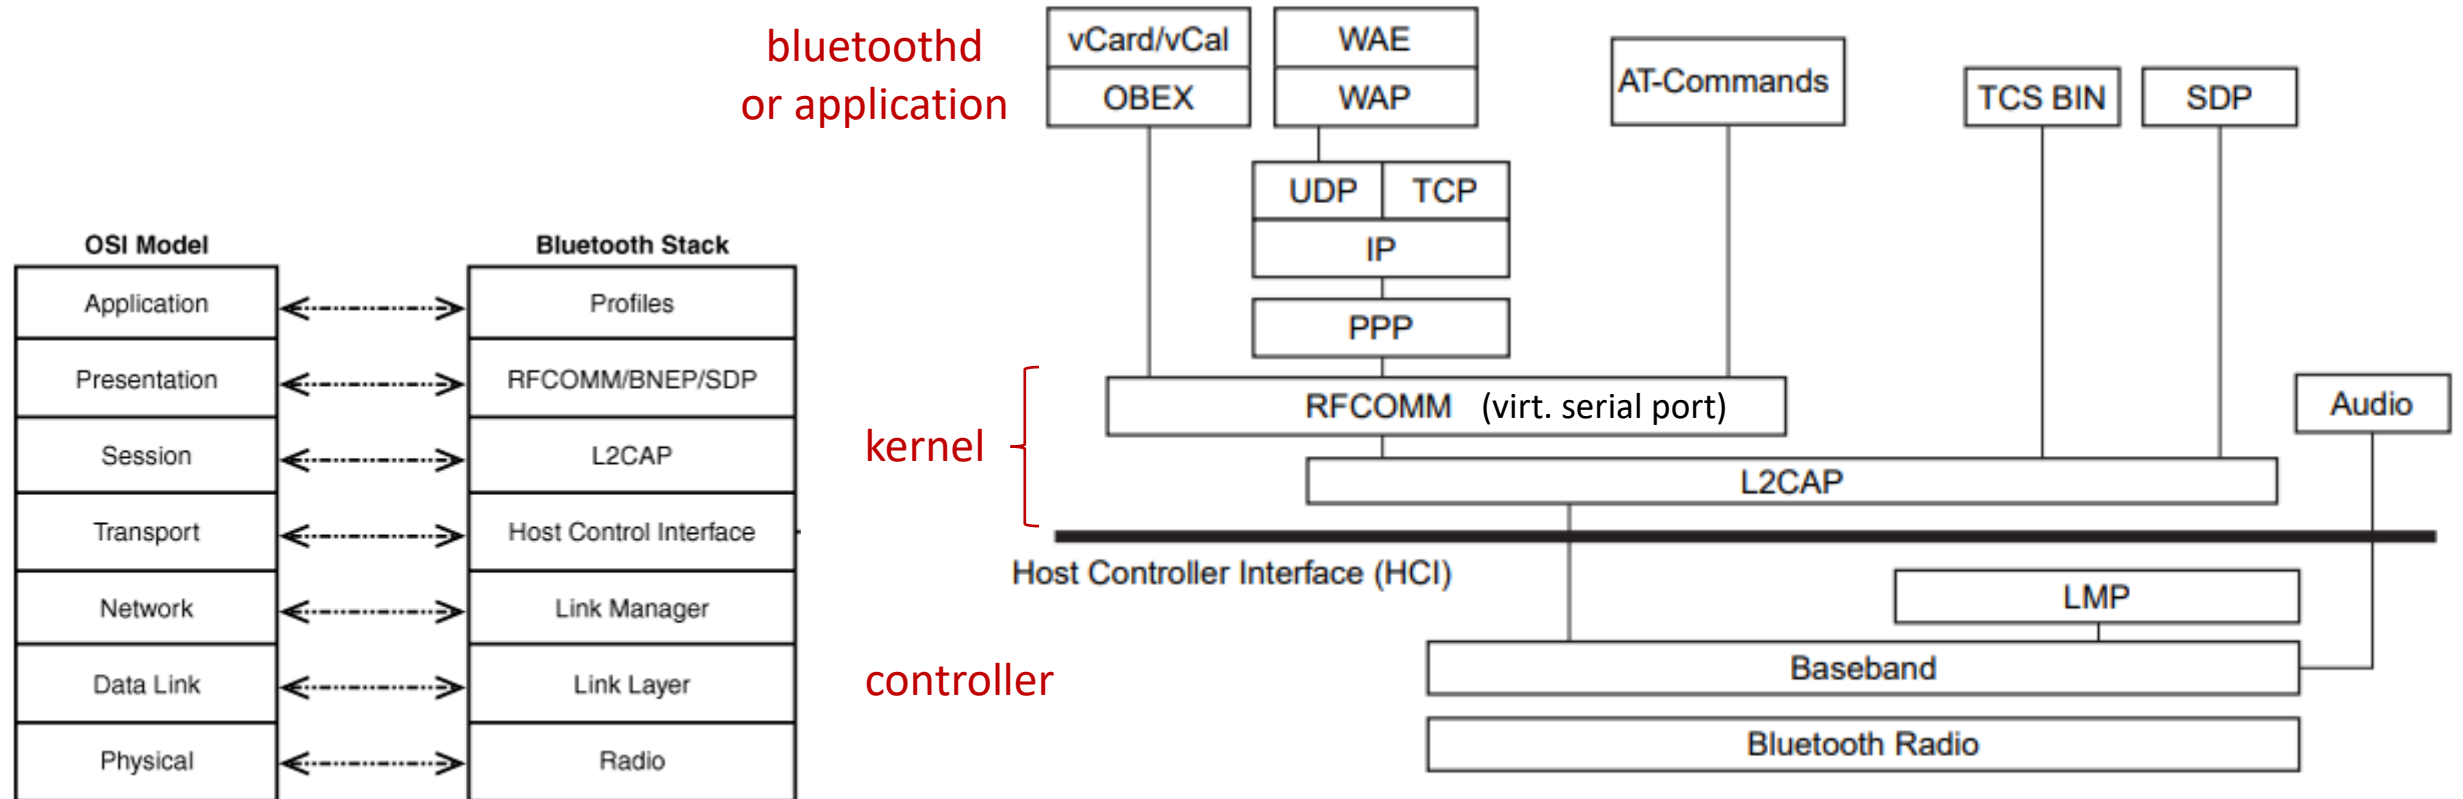 OSI Model
Bluetooth Stack
Application
Profiles
Presentation
RFCOMM/BNEP/SDP
Session
L2CAP
Transport
Host Control Interface
Network
Link Manager
Data Link
Link Layer
Physical
Radio
bluetoothd
or application
kernel
controller
vCard/vCal
OBEX
WAE
WAP
AT-Commands
TCS BIN
SDP
UDP
TCP
IP
PPP
RFCOMM (virt. serial port)
Audio
L2CAP
Host Controller Interface (HCI)
LMP
Baseband
Bluetooth Radio